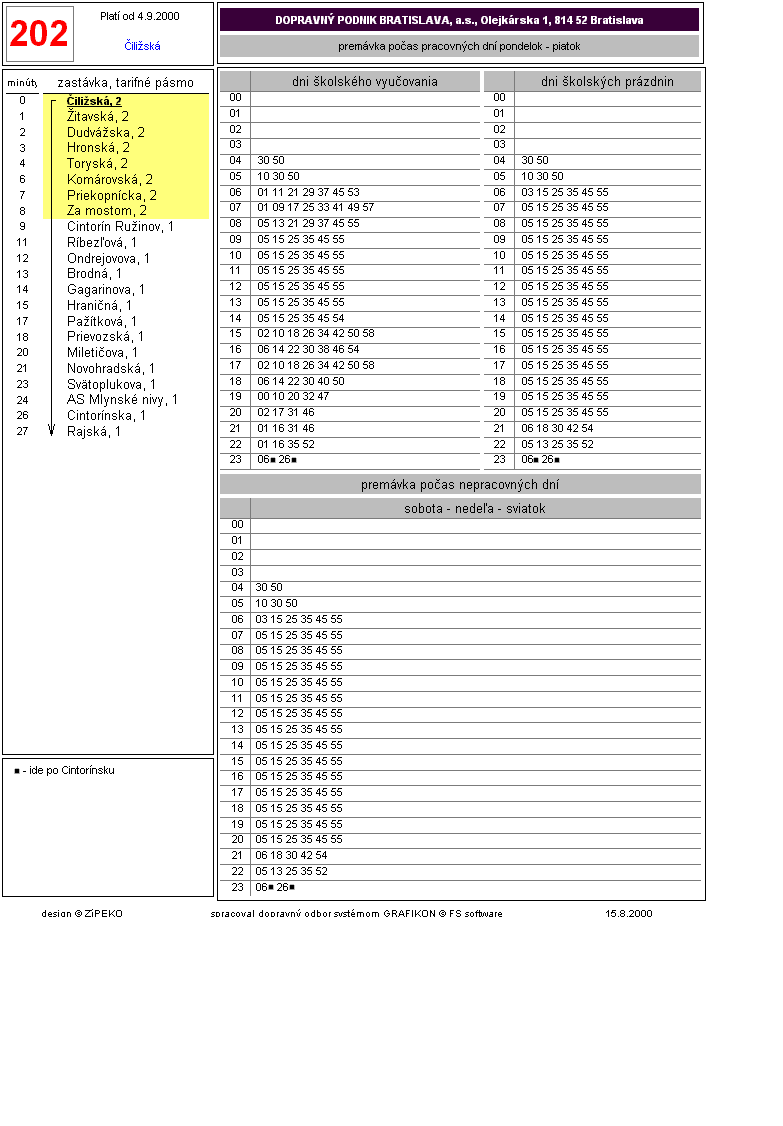 202
Platí od 4.9.2000
Čiližská
DOPRAVNÝ PODNIK BRATISLAVA, a.s., Olejkárska 1, 814 52 Bratislava
premávka počas pracovných dní pondelok - piatok
minúty zastávka, tarifné pásmo
0 Čiližská, 2
1 Žitavská, 2
2 Dudvážska, 2
3 Hronská, 2
4 Toryská, 2
6 Komárovská, 2
7 Priekopnícka, 2
8 Za mostom, 2
9 Cintorín Ružinov, 1
11 Ríbezľová, 1
12 Ondrejovova, 1
13 Brodná, 1
14 Gagarinova, 1
15 Hraničná, 1
17 Pažítková, 1
18 Prievozská, 1
20 Miletičova, 1
21 Novohradská, 1
23 Svätoplukova, 1
24 AS Mlynské nivy, 1
26 Cintorínska, 1
27 Rajská, 1
■ - ide po Cintorínsku
dni školského vyučovania
00
01
02
03
04 30 50
05 10 30 50
06 01 11 21 29 37 45 53
07 01 09 17 25 33 41 49 57
08 05 13 21 29 37 45 55
09 05 15 25 35 45 55
10 05 15 25 35 45 55
11 05 15 25 35 45 55
12 05 15 25 35 45 55
13 05 15 25 35 45 55
14 05 15 25 35 45 54
15 02 10 18 26 34 42 50 58
16 06 14 22 30 38 46 54
17 02 10 18 26 34 42 50 58
18 06 14 22 30 40 50
19 00 10 20 32 47
20 02 17 31 46
21 01 16 31 46
22 01 16 35 52
23 06■ 26■
dni školských prázdnin
00
01
02
03
04 30 50
05 10 30 50
06 03 15 25 35 45 55
07 05 15 25 35 45 55
08 05 15 25 35 45 55
09 05 15 25 35 45 55
10 05 15 25 35 45 55
11 05 15 25 35 45 55
12 05 15 25 35 45 55
13 05 15 25 35 45 55
14 05 15 25 35 45 55
15 05 15 25 35 45 55
16 05 15 25 35 45 55
17 05 15 25 35 45 55
18 05 15 25 35 45 55
19 05 15 25 35 45 55
20 05 15 25 35 45 55
21 06 18 30 42 54
22 05 13 25 35 52
23 06■ 26■
premávka počas nepracovných dní
sobota - nedeľa - sviatok
00
01
02
03
04 30 50
05 10 30 50
06 03 15 25 35 45 55
07 05 15 25 35 45 55
08 05 15 25 35 45 55
09 05 15 25 35 45 55
10 05 15 25 35 45 55
11 05 15 25 35 45 55
12 05 15 25 35 45 55
13 05 15 25 35 45 55
14 05 15 25 35 45 55
15 05 15 25 35 45 55
16 05 15 25 35 45 55
17 05 15 25 35 45 55
18 05 15 25 35 45 55
19 05 15 25 35 45 55
20 05 15 25 35 45 55
21 06 18 30 42 54
22 05 13 25 35 52
23 06■ 26■
design © ZiPEKO spracoval dopravný odbor systémom GRAFIKON © FS software 15.8.2000